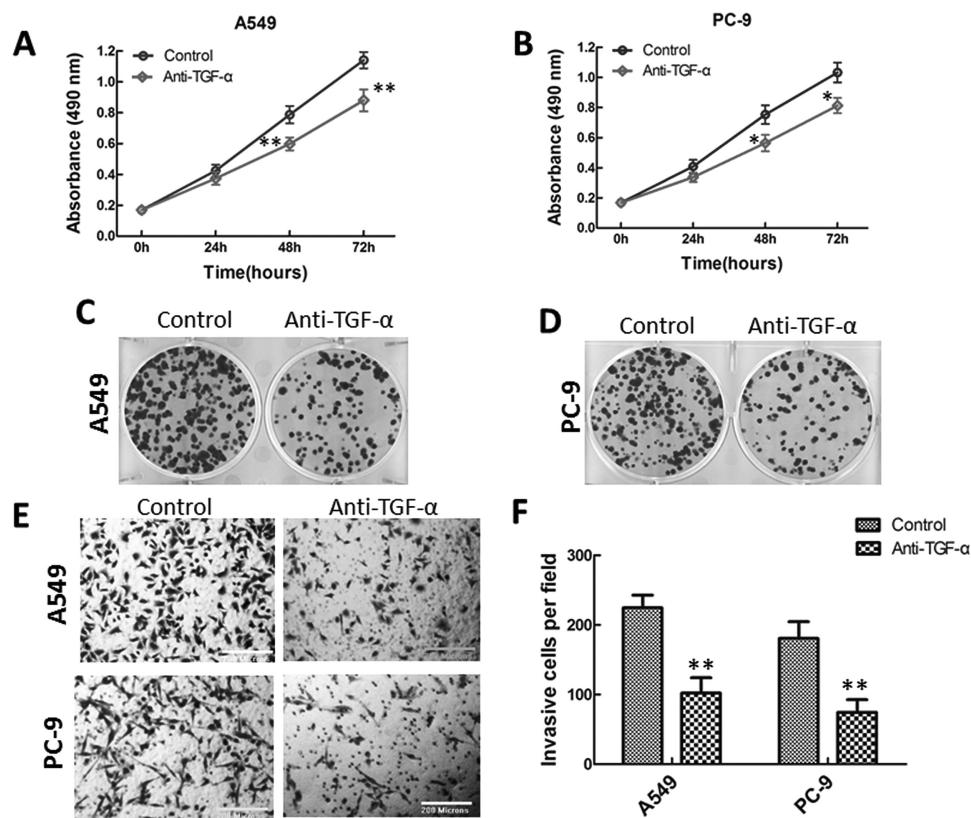 A
A549
Control
Anti-TGF-α
**
**
Absorbance (490 nm)
1.2
1.0
0.8
0.6
0.4
0.2
0.0
0h
24h
48h
72h
Time(hours)
B
PC-9
Control
Anti-TGF-α
*
*
Absorbance (490 nm)
1.2
1.0
0.8
0.6
0.4
0.2
0.0
0h
24h
48h
72h
Time(hours)
C
Control
Anti-TGF-α
A549
D
Control
Anti-TGF-α
PC-9
E
Control
Anti-TGF-α
A549
PC-9
200 Microns
F
Control
Anti-TGF-α
Invasive cells per field
300
200
100
0
**
**
A549
PC-9